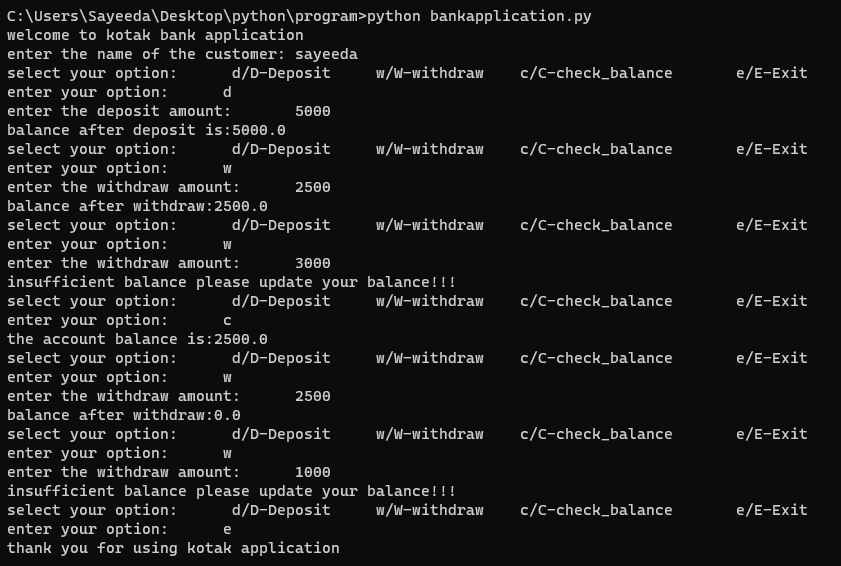 C:\Users\Sayeeda\Desktop\python\program>python bankapplication.py
welcome to kotak bank application
enter the name of the customer: sayeeda
select your option:      d/D-Deposit     w/W-withdraw    c/C-check_balance       e/E-Exit
enter your option:      d
enter the deposit amount:       5000
balance after deposit is:5000.0
select your option:      d/D-Deposit     w/W-withdraw    c/C-check_balance       e/E-Exit
enter your option:      w
enter the withdraw amount:      2500
balance after withdraw:2500.0
select your option:      d/D-Deposit     w/W-withdraw    c/C-check_balance       e/E-Exit
enter your option:      w
enter the withdraw amount:      3000
insufficient balance please update your balance!!!
select your option:      d/D-Deposit     w/W-withdraw    c/C-check_balance       e/E-Exit
enter your option:      c
the account balance is:2500.0
select your option:      d/D-Deposit     w/W-withdraw    c/C-check_balance       e/E-Exit
enter your option:      w
enter the withdraw amount:      2500
balance after withdraw:0.0
select your option:      d/D-Deposit     w/W-withdraw    c/C-check_balance       e/E-Exit
enter your option:      w
enter the withdraw amount:      1000
insufficient balance please update your balance!!!
select your option:      d/D-Deposit     w/W-withdraw    c/C-check_balance       e/E-Exit
enter your option:      e
thank you for using kotak application